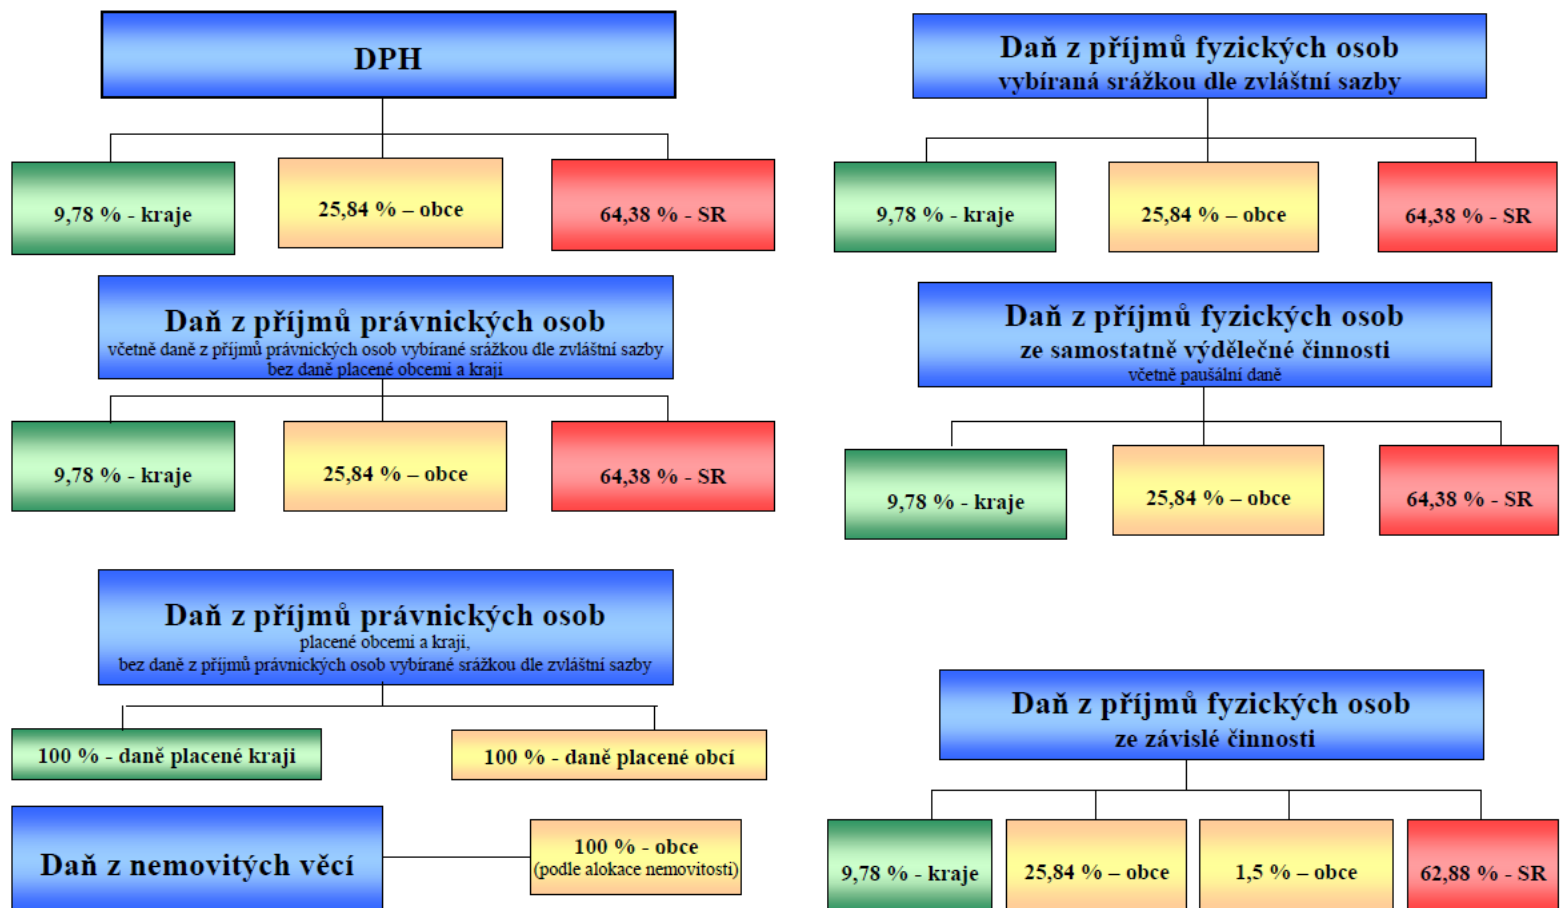 DPH
9,78 % - kraje
25,84 % – obce
64,38 % - SR
Daň z příjmů fyzických osob
vybíraná srážkou dle zvláštní sazby
9,78 % - kraje
25,84 % – obce
64,38 % - SR
Daň z příjmů právnických osob
včetně daně z příjmů právnických osob vybírané srážkou dle zvláštní sazby
bez daně placené obcemi a kraji
9,78 % - kraje
25,84 % – obce
64,38 % - SR
Daň z příjmů fyzických osob
ze samostatně výdělečné činnosti
včetně paušální daně
9,78 % - kraje
25,84 % – obce
64,38 % - SR
Daň z příjmů právnických osob
placené obcemi a kraji,
bez daně z příjmů právnických osob vybírané srážkou dle zvláštní sazby
100 % - daně placené kraji
100 % - daně placené obcí
Daň z nemovitých věcí
100 % - obce
(podle alokace nemovitosti)
Daň z příjmů fyzických osob
ze závislé činnosti
9,78 % - kraje
25,84 % – obce
1,5 % – obce
62,88 % - SR